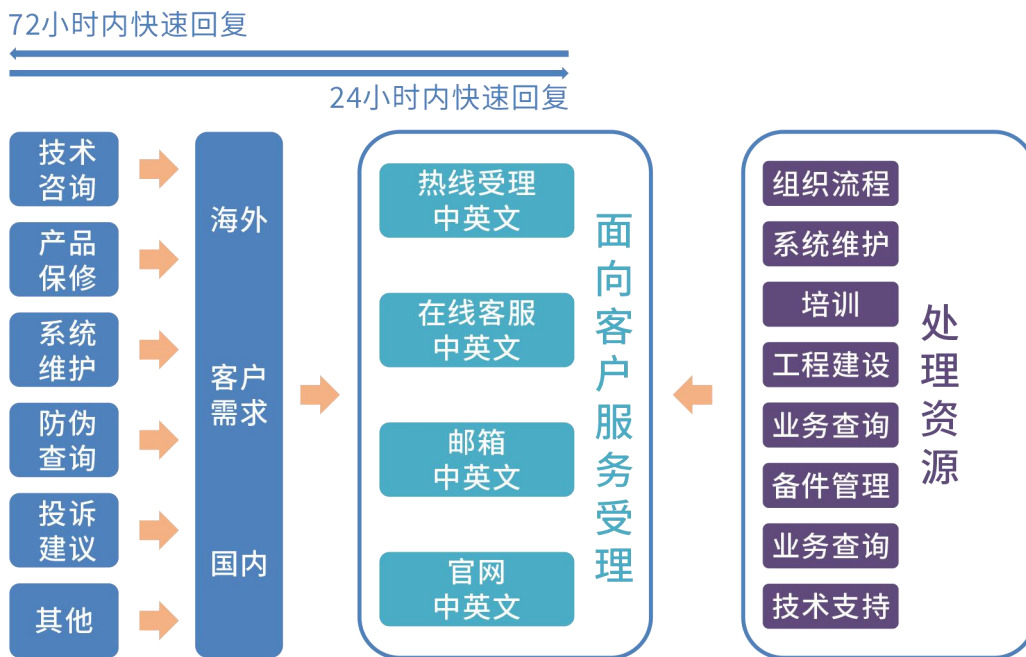 72小时内快速回复
24小时内快速回复
技术
咨询
产品
保修
系统
维护
防伪
查询
投诉
建议
其他
海外
客户
需求
国内
热线受理
中英文
在线客服
中英文
邮箱
中英文
官网
中英文
面向客户服务受理
组织流程
系统维护
培训
工程建设
业务查询
备件管理
业务查询
技术支持
处理资源